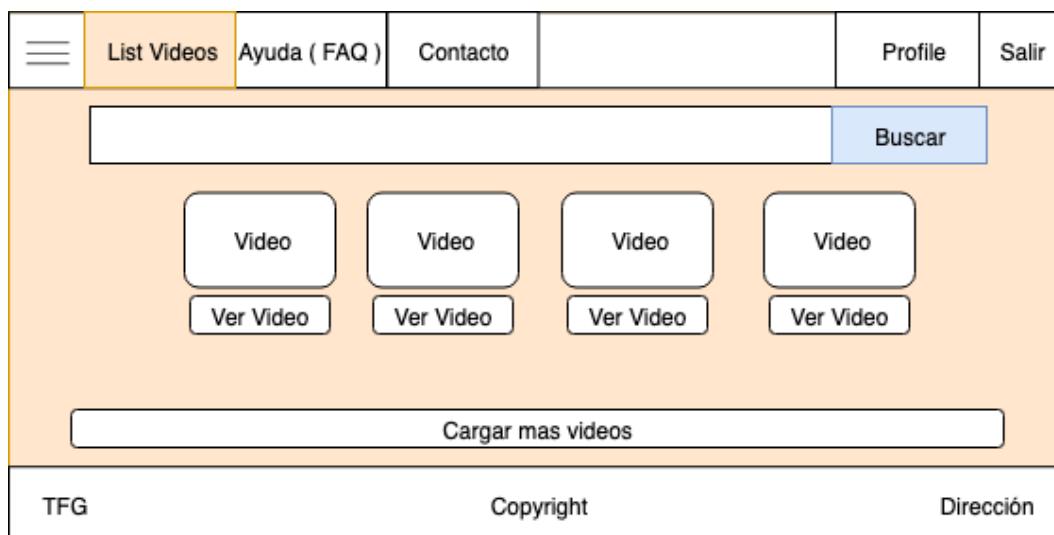 List Videos
Ayuda ( FAQ )
Contacto
Profile
Salir
Buscar
Video
Video
Video
Video
Ver Video
Ver Video
Ver Video
Ver Video
Cargar mas videos
TFG
Copyright
Dirección